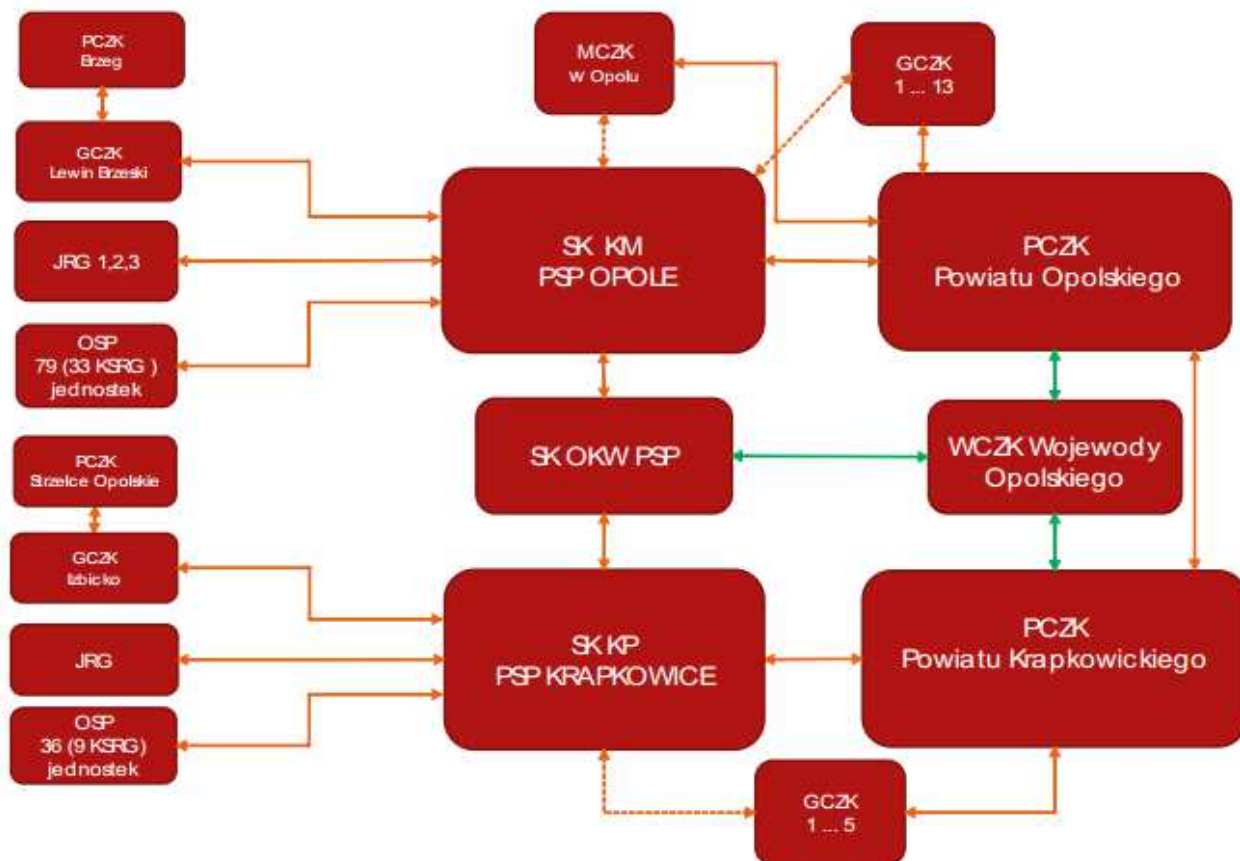 PCZK
Brzeg
MCZK
W Opolu
GCZK
1 ... 13
GCZK
Lewin Brzeski
JRG 1,2,3
SK KM
PSP OPOLE
PCZK
Powiatu Opolskiego
OSP
79 (33 KSRG )
jednostek
PCZK
Strzelce Opolskie
SK OKW PSP
WCZK Wojewody
Opolskiego
GCZK
Izbicko
JRG
SK KP
PSP KRAPKOWICE
PCZK
Powiatu Krapkowickiego
OSP
36 (9 KSRG)
jednostek
GCZK
1 ... 5